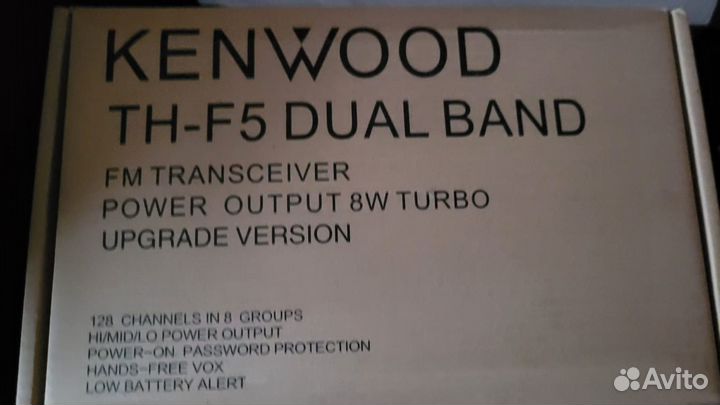 KENWOOD
TH-F5 DUAL BAND
FM TRANSCEIVER
POWER OUTPUT 8W TURBO
UPGRADE VERSION
128 CHANNELS IN 8 GROUPS
HI/MID/LO POWER OUTPUT
POWER-ON PASSWORD PROTECTION
HANDS-FREE VOX
LOW BATTERY ALERT
Avito